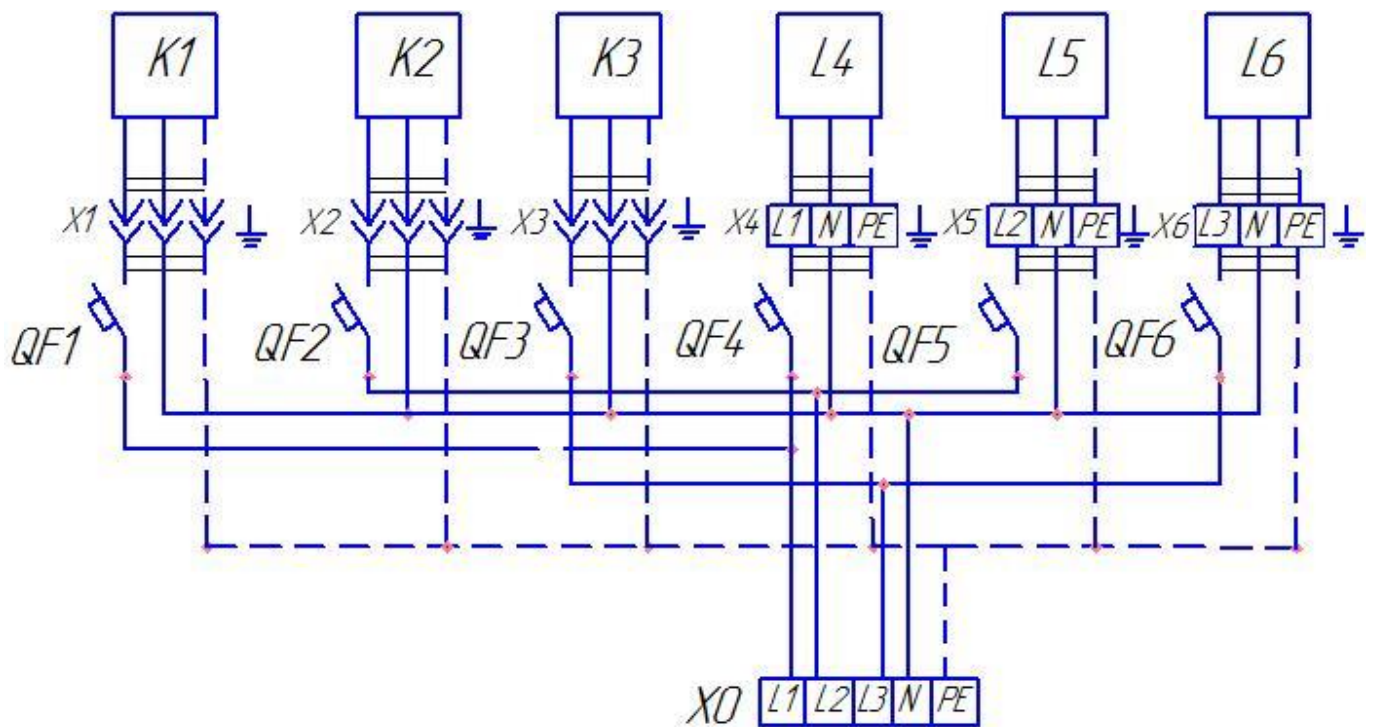 K1 K2 K3 L4 L5 L6
X1 X2 X3 X4 L1 N PE X5 L2 N PE X6 L3 N PE
QF1 QF2 QF3 QF4 QF5 QF6
X0 L1 L2 L3 N PE